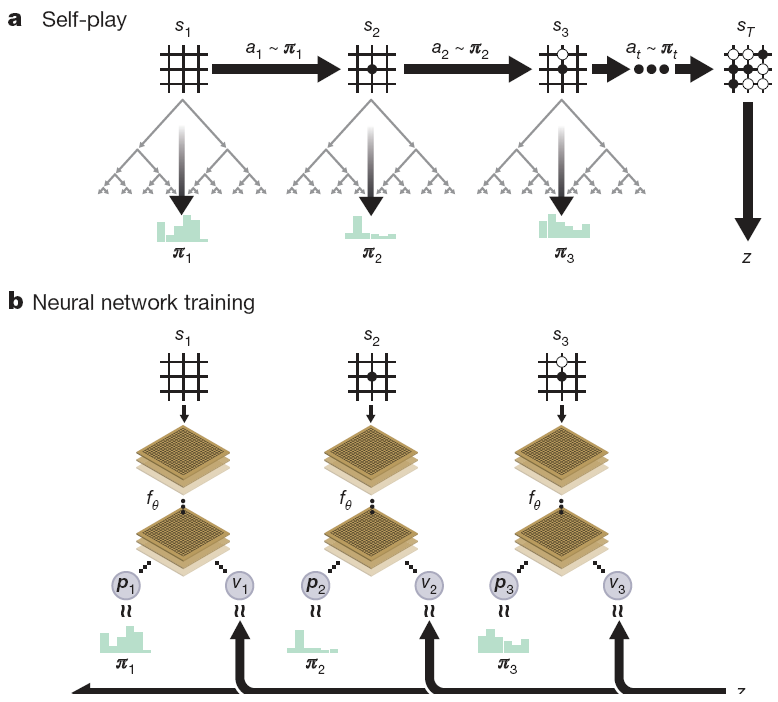 a Self-play
s1 s2 s3 sT
a1 ~ π1 a2 ~ π2 at ~ πt
π1 π2 π3 z
b Neural network training
s1 s2 s3
fθ fθ fθ
p1 v1 p2 v2 p3 v3
≈ ≈ ≈ ≈ ≈ ≈
π1 π2 π3
z